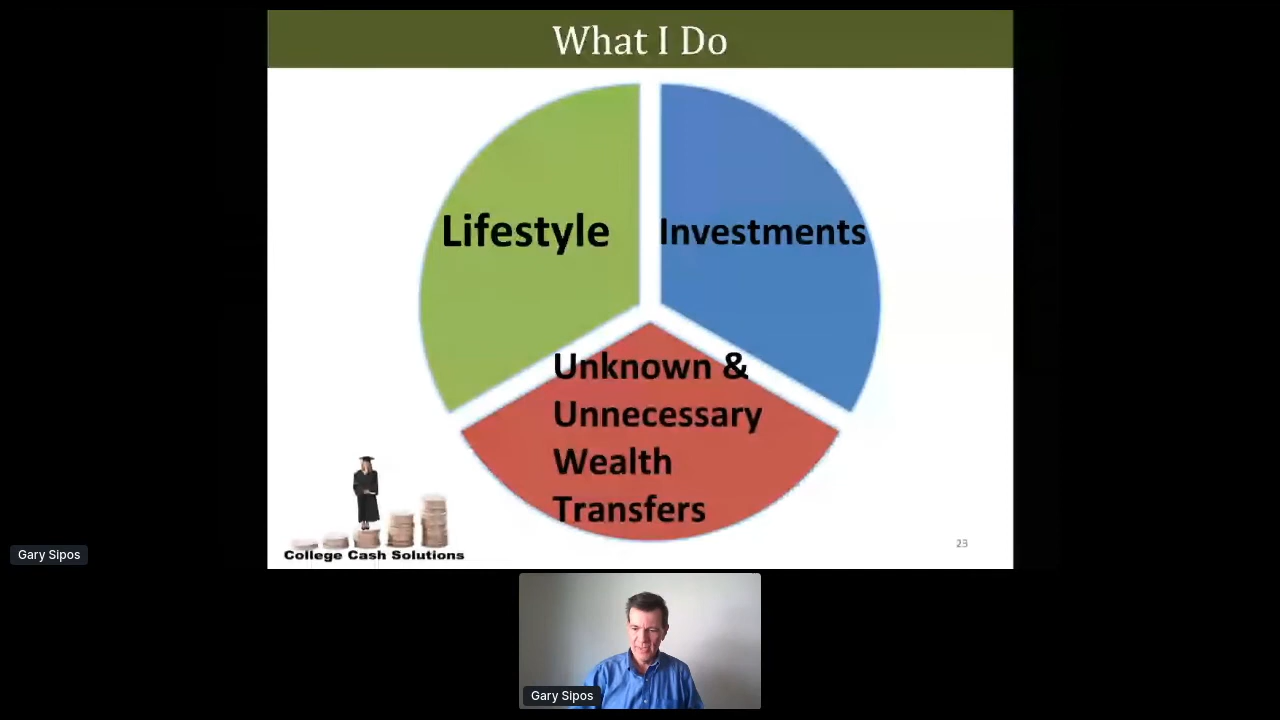 What I Do
Lifestyle
Investments
Unknown &
Unnecessary
Wealth
Transfers
College Cash Solutions
23
Gary Sipos
Gary Sipos